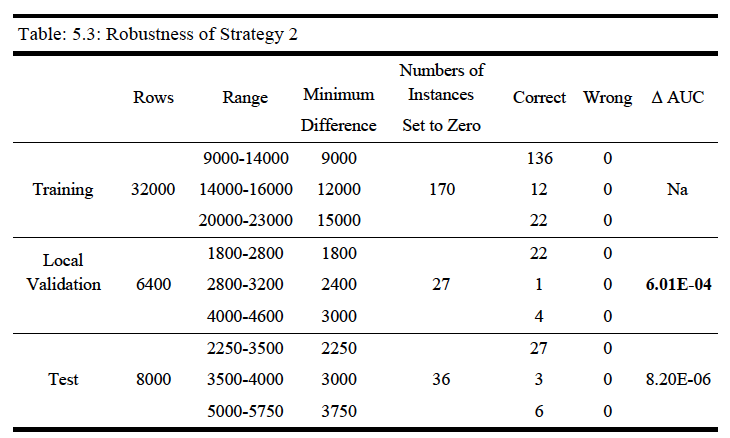 Table: 5.3: Robustness of Strategy 2
Rows Range Minimum Difference Numbers of Instances Set to Zero Correct Wrong Δ AUC
9000-14000 9000 136 0
Training 32000 14000-16000 12000 170 12 0 Na
20000-23000 15000 22 0
1800-2800 1800 22 0
Local Validation 6400 2800-3200 2400 27 1 0 6.01E-04
4000-4600 3000 4 0
2250-3500 2250 27 0
Test 8000 3500-4000 3000 36 3 0 8.20E-06
5000-5750 3750 6 0